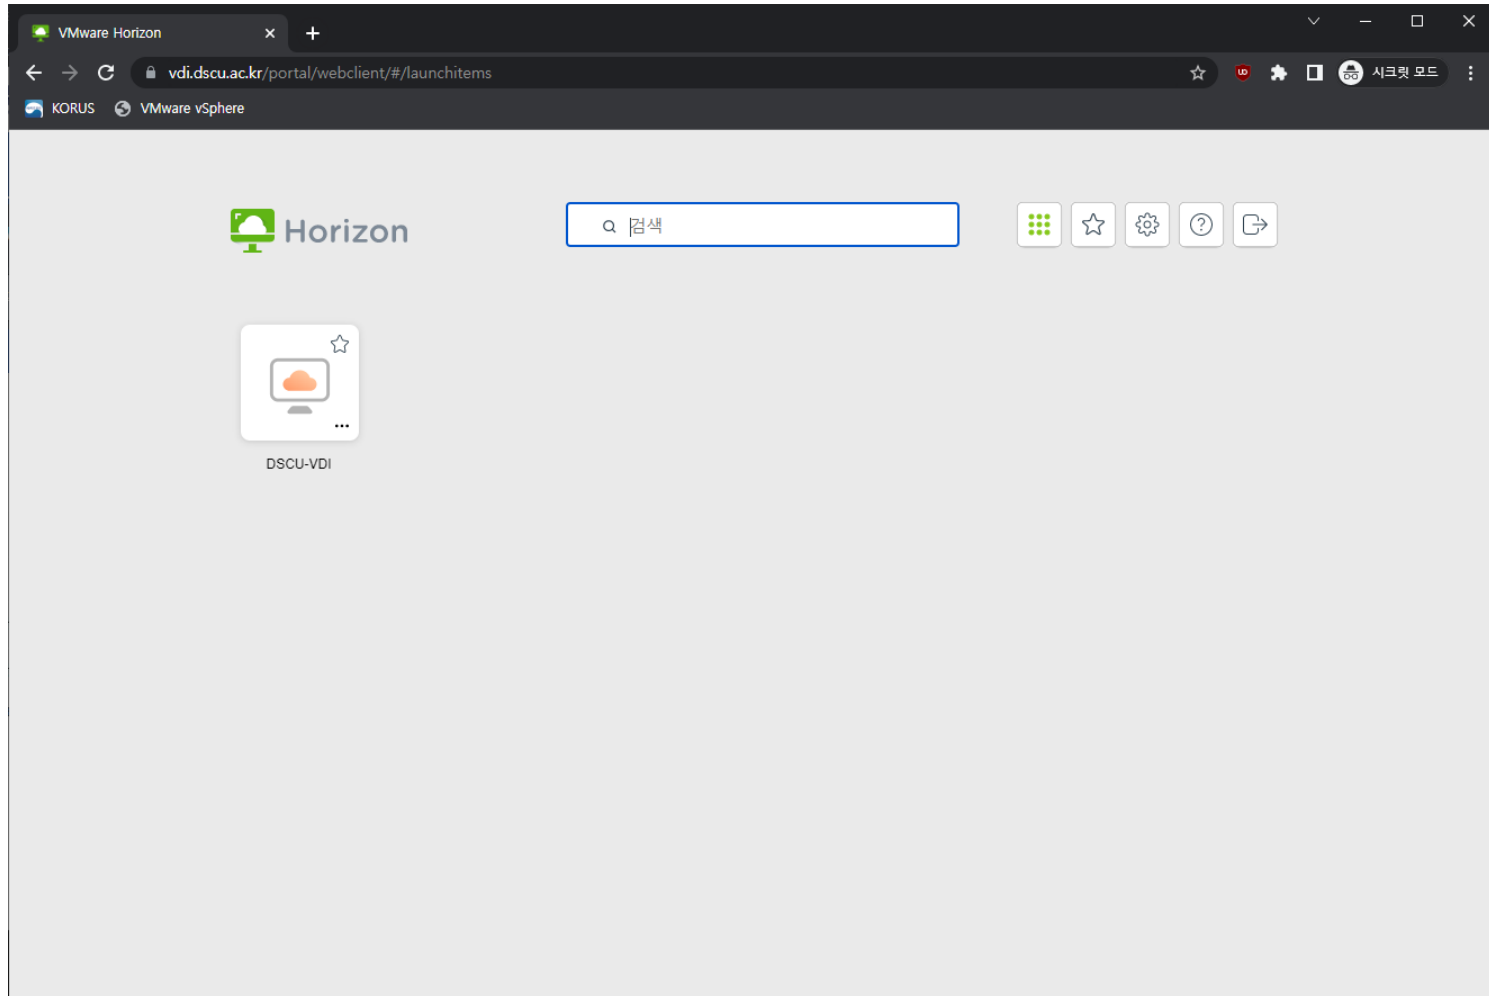 VMware Horizon
vdi.dscu.ac.kr/portal/webclient/#/launchitems
시크릿 모드
KORUS VMware vSphere
Horizon
검색
DSCU-VDI